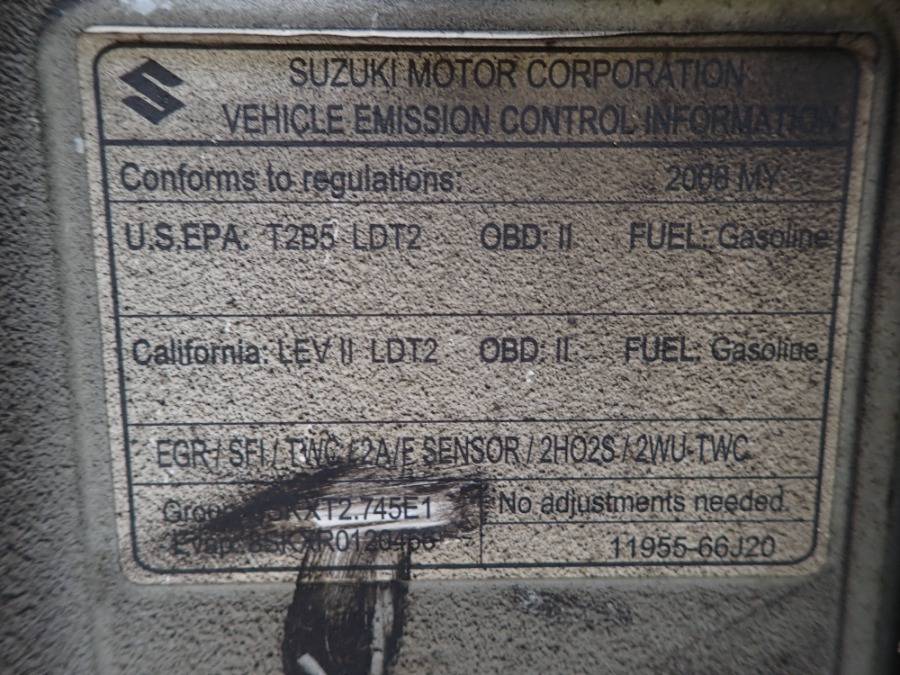 SUZUKI MOTOR CORPORATION
VEHICLE EMISSION CONTROL INFORMATION
Conforms to regulations: 2008 MY
U.S.EPA: T2B5 LDT2 OBD: II FUEL: Gasoline
California: LEV II LDT2 OBD: II FUEL: Gasoline
EGR / SFI / TWC / 2A/F SENSOR / 2HO2S / 2WU-TWC
No adjustments needed
11955-66J20